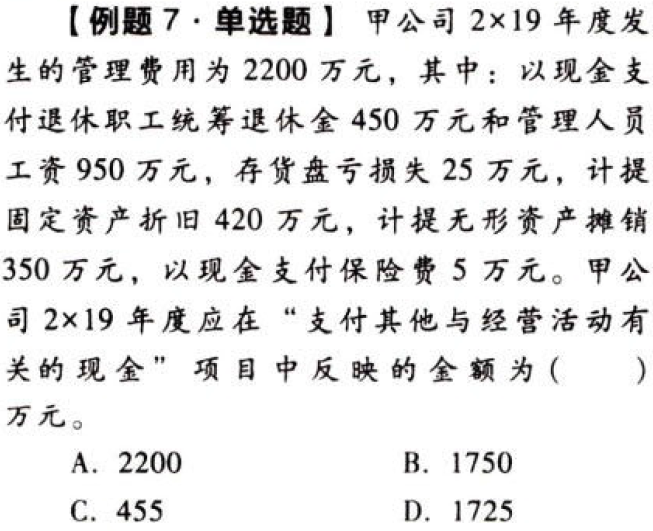 【例题7·单选题】 甲公司 2×19 年度发
生的管理费用为 2200 万元，其中：以现金支
付退休职工统筹退休金 450 万元和管理人员
工资 950 万元，存货盘亏损失 25 万元，计提
固定资产折旧 420 万元，计提无形资产摊销
350 万元，以现金支付保险费 5 万元。甲公
司 2×19 年度应在“支付其他与经营活动有
关的现金”项目中反映的金额为(  )
万元。
A. 2200 B. 1750
C. 455 D. 1725